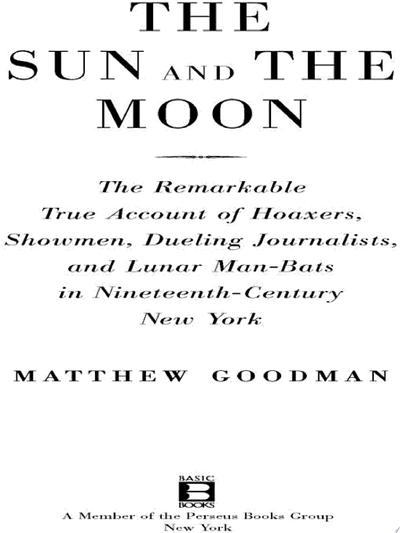 THE
SUN AND THE
MOON
The Remarkable
True Account of Hoaxers,
Showmen, Dueling Journalists,
and Lunar Man-Bats
in Nineteenth-Century
New York
MATTHEW GOODMAN
BASIC
B
BOOKS
A Member of the Perseus Books Group
New York